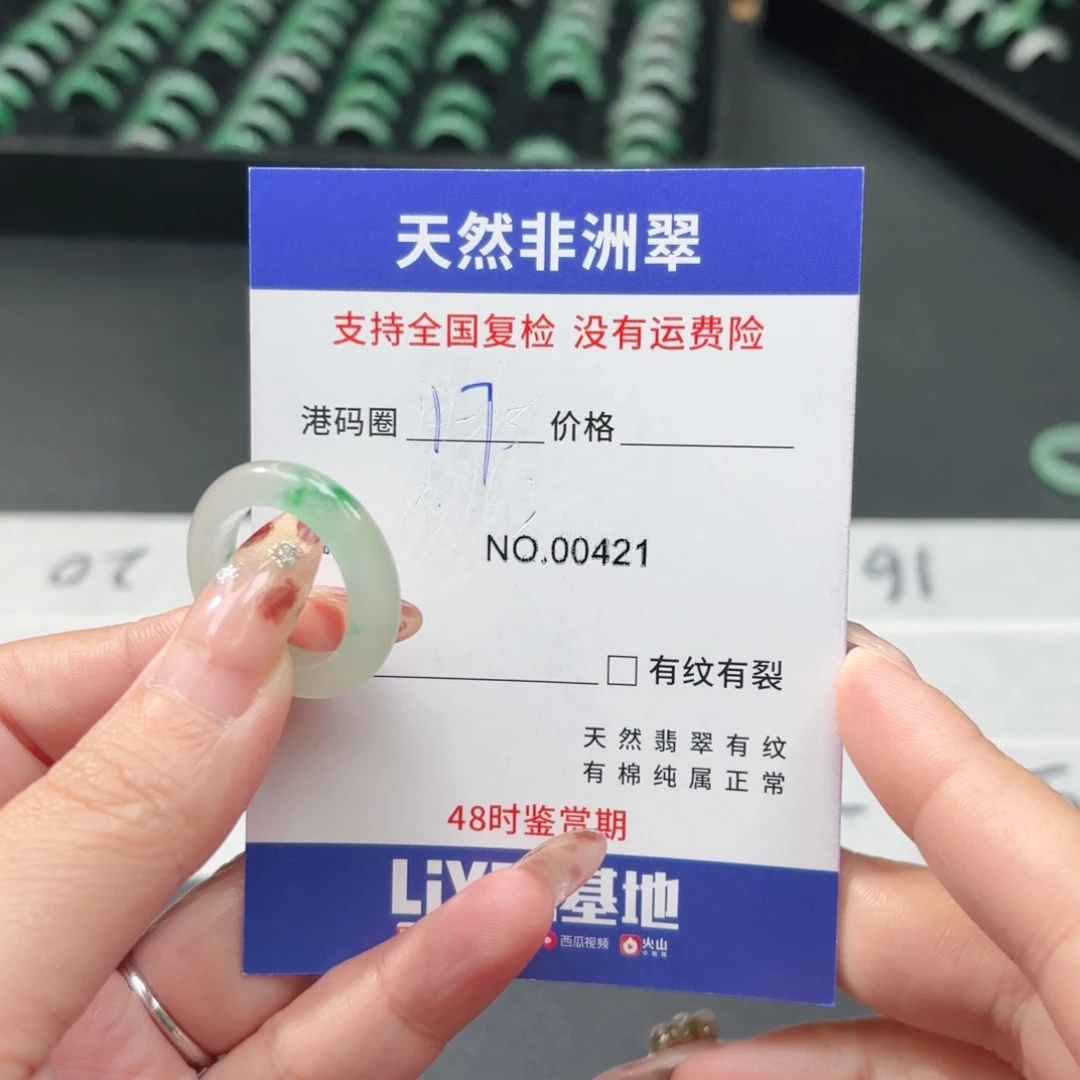 天然非洲翠
支持全国复检 没有运费险
港码圈 17 价格
NO.00421
□ 有纹有裂
天然翡翠有纹
有棉纯属正常
48时鉴當期
基地
西瓜视频 火山
20
16